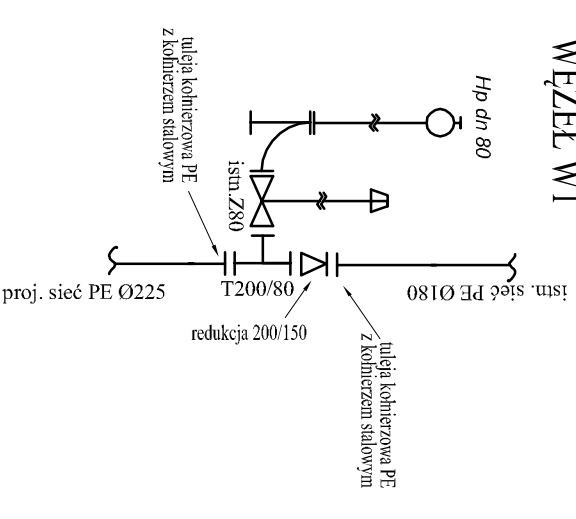 WĘZEŁ W1
Hp dn 80
tuleja kołnierzowa PE
z kołnierzem stalowym
istn.Z80
proj. sieć PE Ø225
T200/80
istn. sieć PE Ø180
redukcja 200/150
tuleja kołnierzowa PE
z kołnierzem stalowym